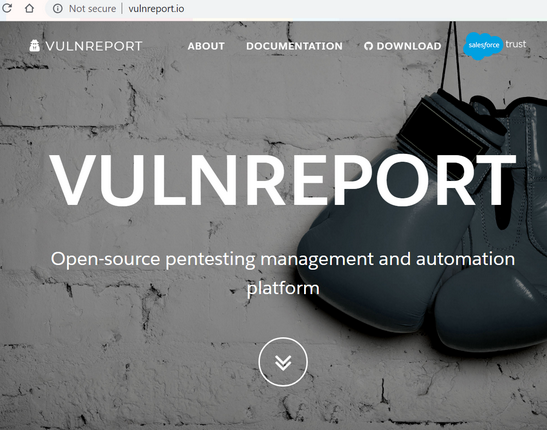 Not secure | vulnreport.io
VULNREPORT ABOUT DOCUMENTATION DOWNLOAD salesforce trust
VULNREPORT
Open-source pentesting management and automation
platform